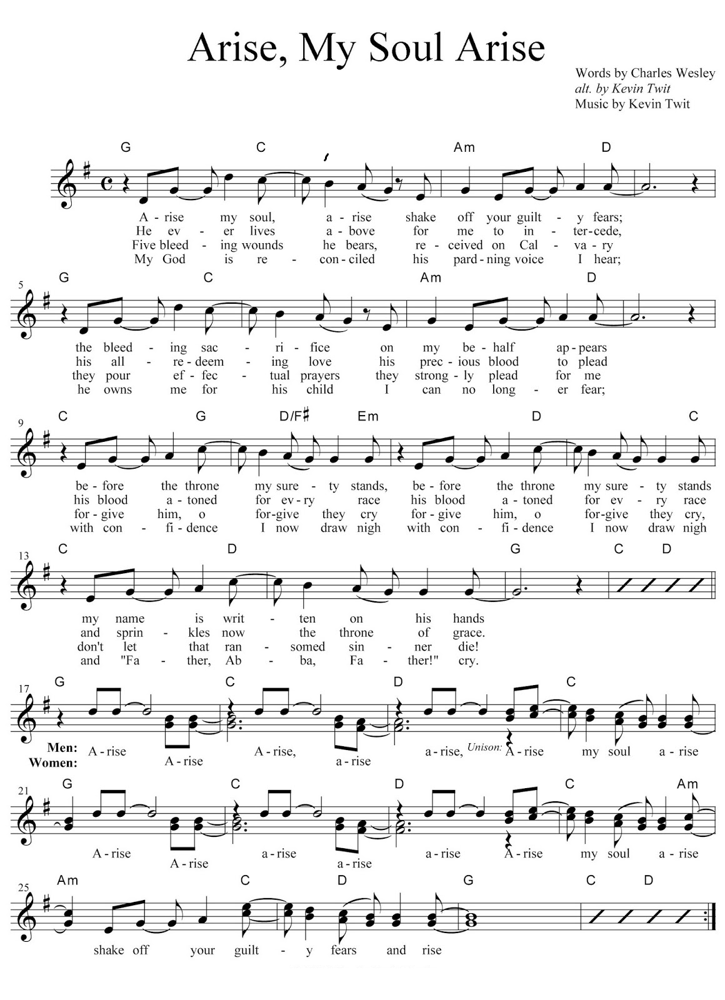 Arise, My Soul Arise
Words by Charles Wesley
alt. by Kevin Twit
Music by Kevin Twit
G C Am D
A - rise my soul, a - rise shake off your guilt - y fears;
He ev - er lives a - bove for me to in - ter-cede,
Five bleed - ing wounds he bears, re - ceived on Cal - va - ry
My God is re - con-ciled his pard - ning voice I hear;
G C Am D
5
the bleed - ing sac - ri - fice on my be - half ap - pears
his all - re - deem - ing love his prec - ious blood to plead
they pour ef - fec - tual prayers they strong - ly plead for me
he owns me for his child I can no long - er fear;
C G D/F# Em D C
9
be - fore the throne my sure - ty stands, be - fore the throne my sure - ty stands
his blood a - toned for ev - ry race his blood a - toned for ev - ry race
for - give him, o for-give they cry for - give him, o for-give they cry,
with con - fi - dence I now draw nigh with con - fi - dence I now draw nigh
C D G C D
13
my name is writ - ten on his hands
and sprin - kles now the throne of grace.
don't let that ran - somed sin - ner die!
and "Fa - ther, Ab - ba, Fa - ther!" cry.
G C D C
17
Men: A - rise A - rise, a - rise, Unison: A - rise my soul a - rise
Women: A - rise a - rise
G C D C Am
21
A - rise a - rise a - rise A - rise my soul a - rise
A - rise a - rise
Am C D G C D
25
shake off your guilt - y fears and rise